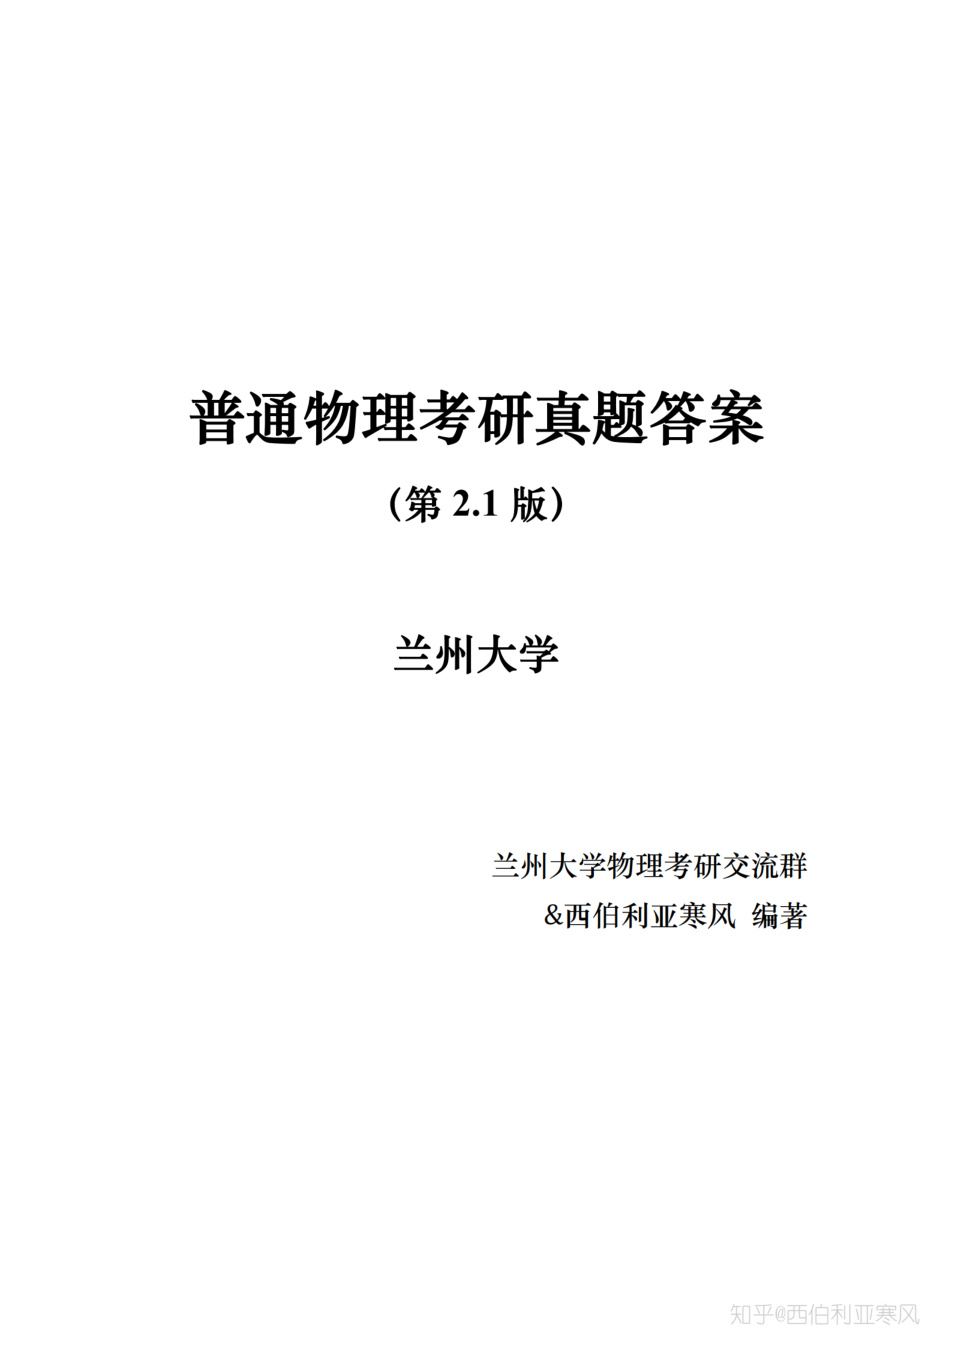 普通物理考研真题答案
（第 2.1 版）
兰州大学
兰州大学物理考研交流群
&西伯利亚寒风 编著
知乎@西伯利亚寒风